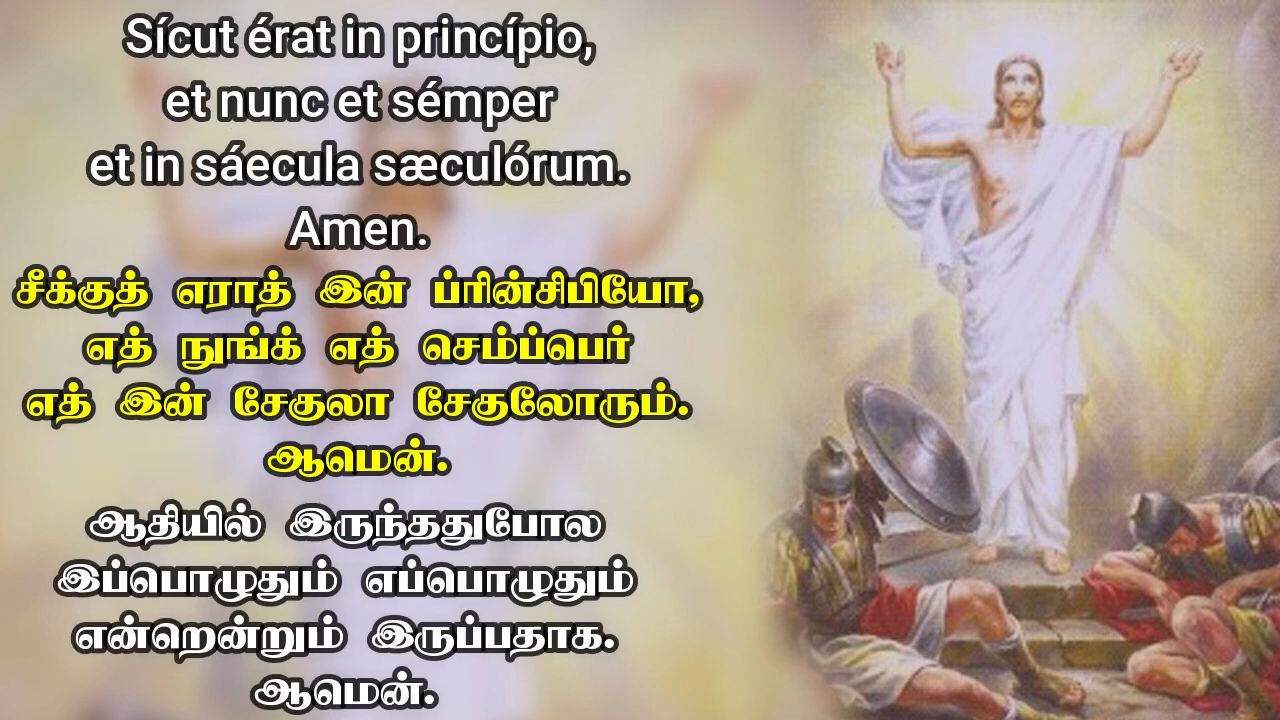 Sícut érat in princípio,
et nunc et sémper
et in sáecula sæculórum.
Amen.
சீக்குத் எராத் இன் ப்ரின்சிபியோ,
எத் நுங்க் எத் செம்ப்பெர்
எத் இன் சேகுலா சேகுலோரும்.
ஆமென்.
ஆதியில் இருந்ததுபோல
இப்பொழுதும் எப்பொழுதும்
என்றென்றும் இருப்பதாக.
ஆமென்.